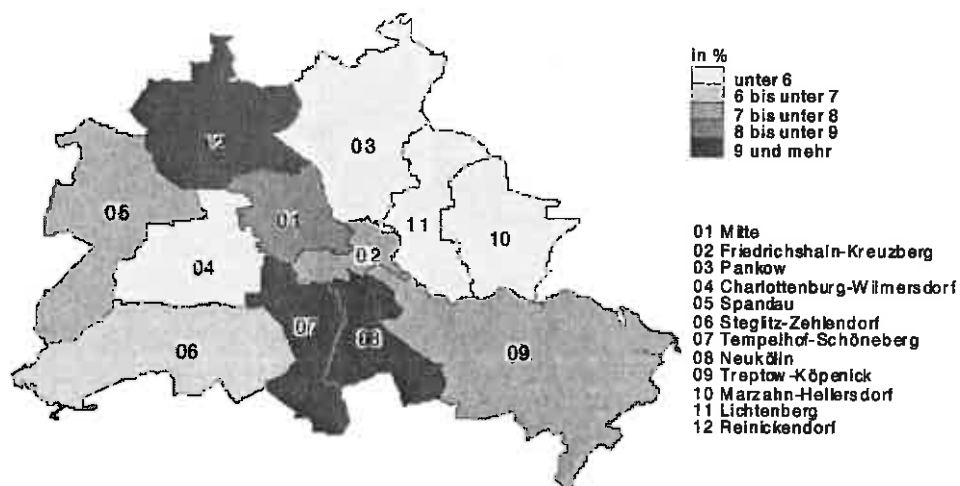 in %
unter 6
6 bis unter 7
7 bis unter 8
8 bis unter 9
9 und mehr
12
03
05
01
11
10
02
04
07
08
06
09
01 Mitte
02 Friedrichshain-Kreuzberg
03 Pankow
04 Charlottenburg-Wilmersdorf
05 Spandau
06 Steglitz-Zehlendorf
07 Tempelhof-Schöneberg
08 Neukölln
09 Treptow-Köpenick
10 Marzahn-Hellersdorf
11 Lichtenberg
12 Reinickendorf